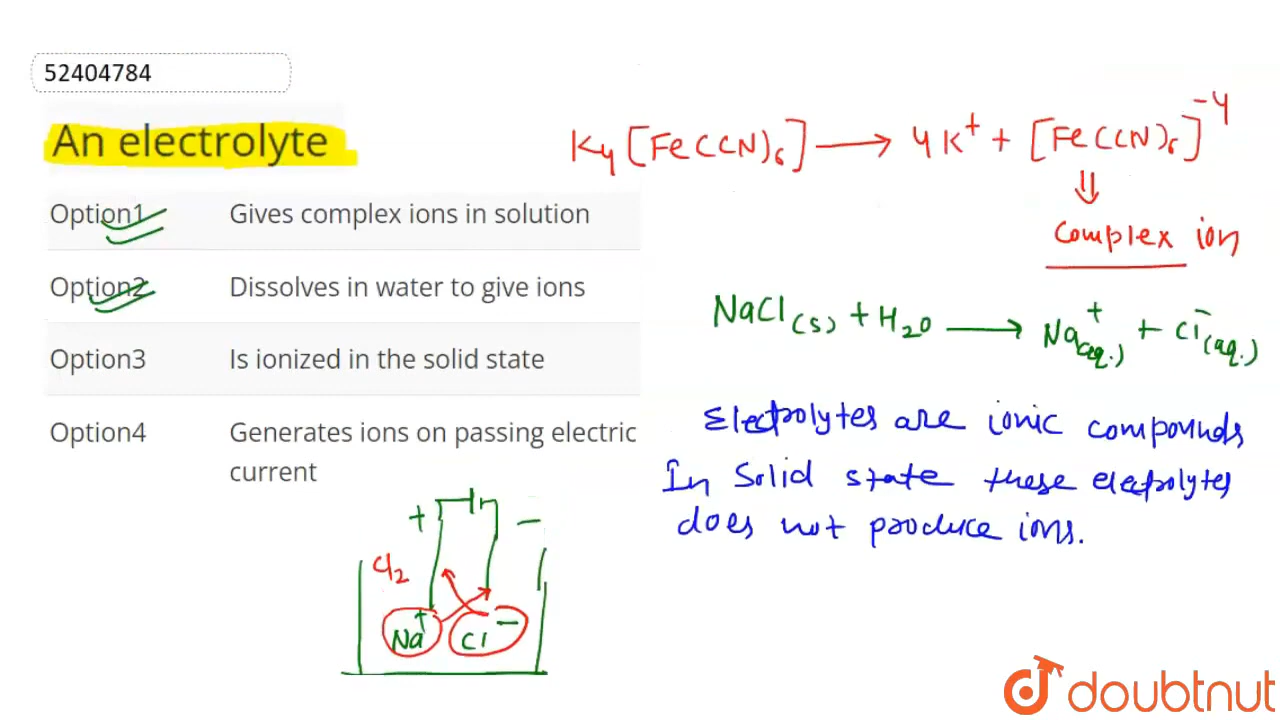 52404784
An electrolyte
K4[Fe(CN)6] ⟶ 4K+ + [Fe(CN)6]-4
⇓
Option1 Gives complex ions in solution
complex ion
Option2 Dissolves in water to give ions
NaCl(s) + H2O ⟶ Na+(aq.) + Cl-(aq.)
Option3 Is ionized in the solid state
Option4 Generates ions on passing electric
current
Electrolytes are ionic compounds
In solid state these electrolytes
does not produce ions.
+ −
Cl2
Na+ Cl−
doubtnut